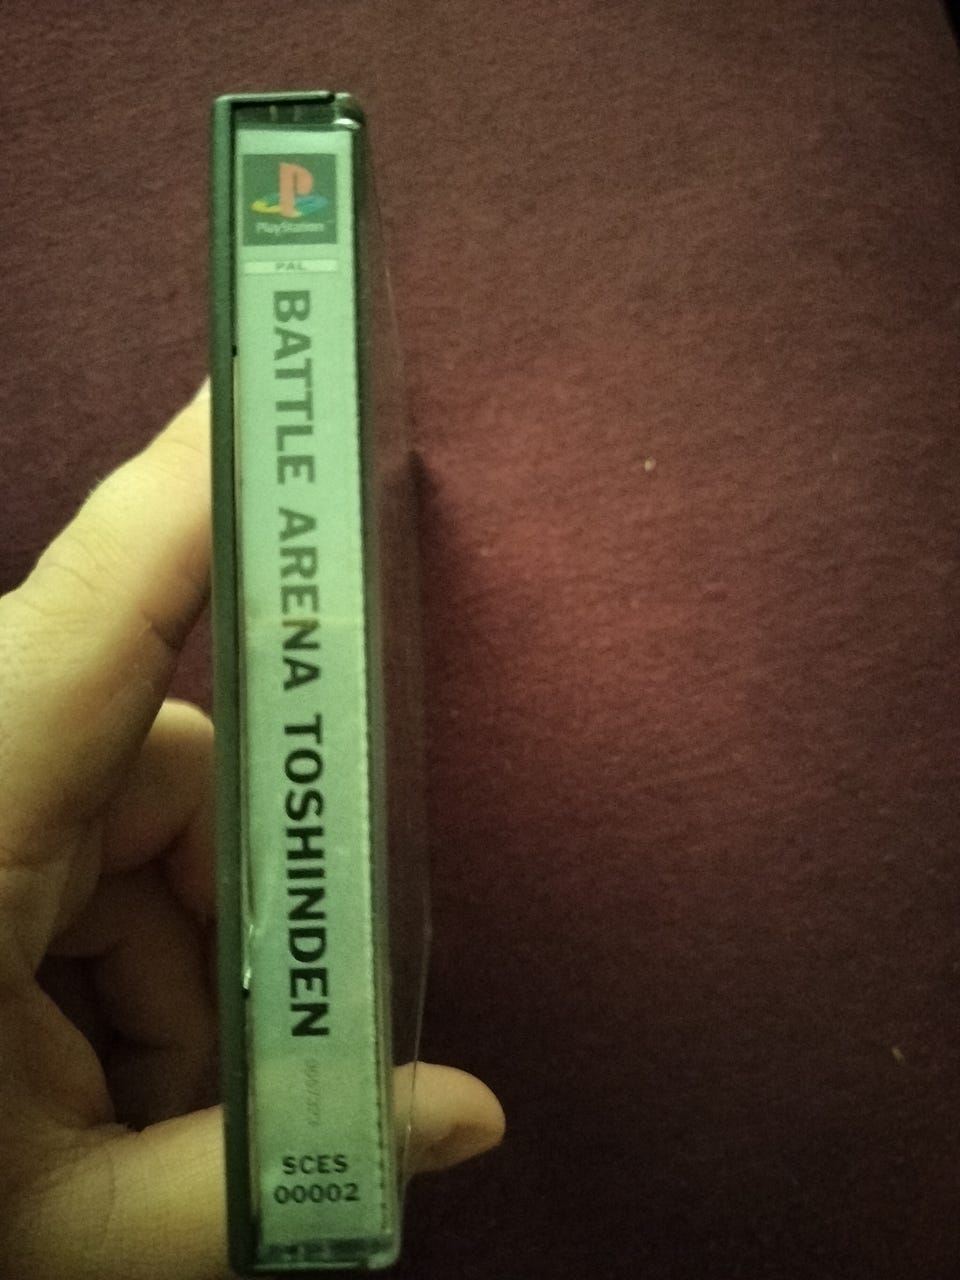 PlayStation
PAL
BATTLE ARENA TOSHINDEN
SCES
00002